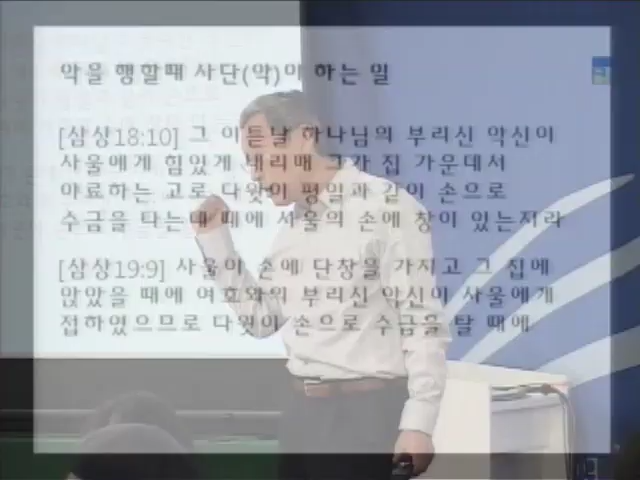 악을 행할때 사단(악)이 하는 일
[삼상18:10] 그 이튿날 하나님의 부리신 악신이
사울에게 힘있게 내리매 그가 집 가운데서
야료하는 고로 다윗이 평일과 같이 손으로
수금을 타는데 때에 사울의 손에 창이 있는지라
[삼상19:9] 사울이 손에 단창을 가지고 그 집에
앉았을 때에 여호와의 부리신 악신이 사울에게
접하였으므로 다윗이 손으로 수금을 탈 때에